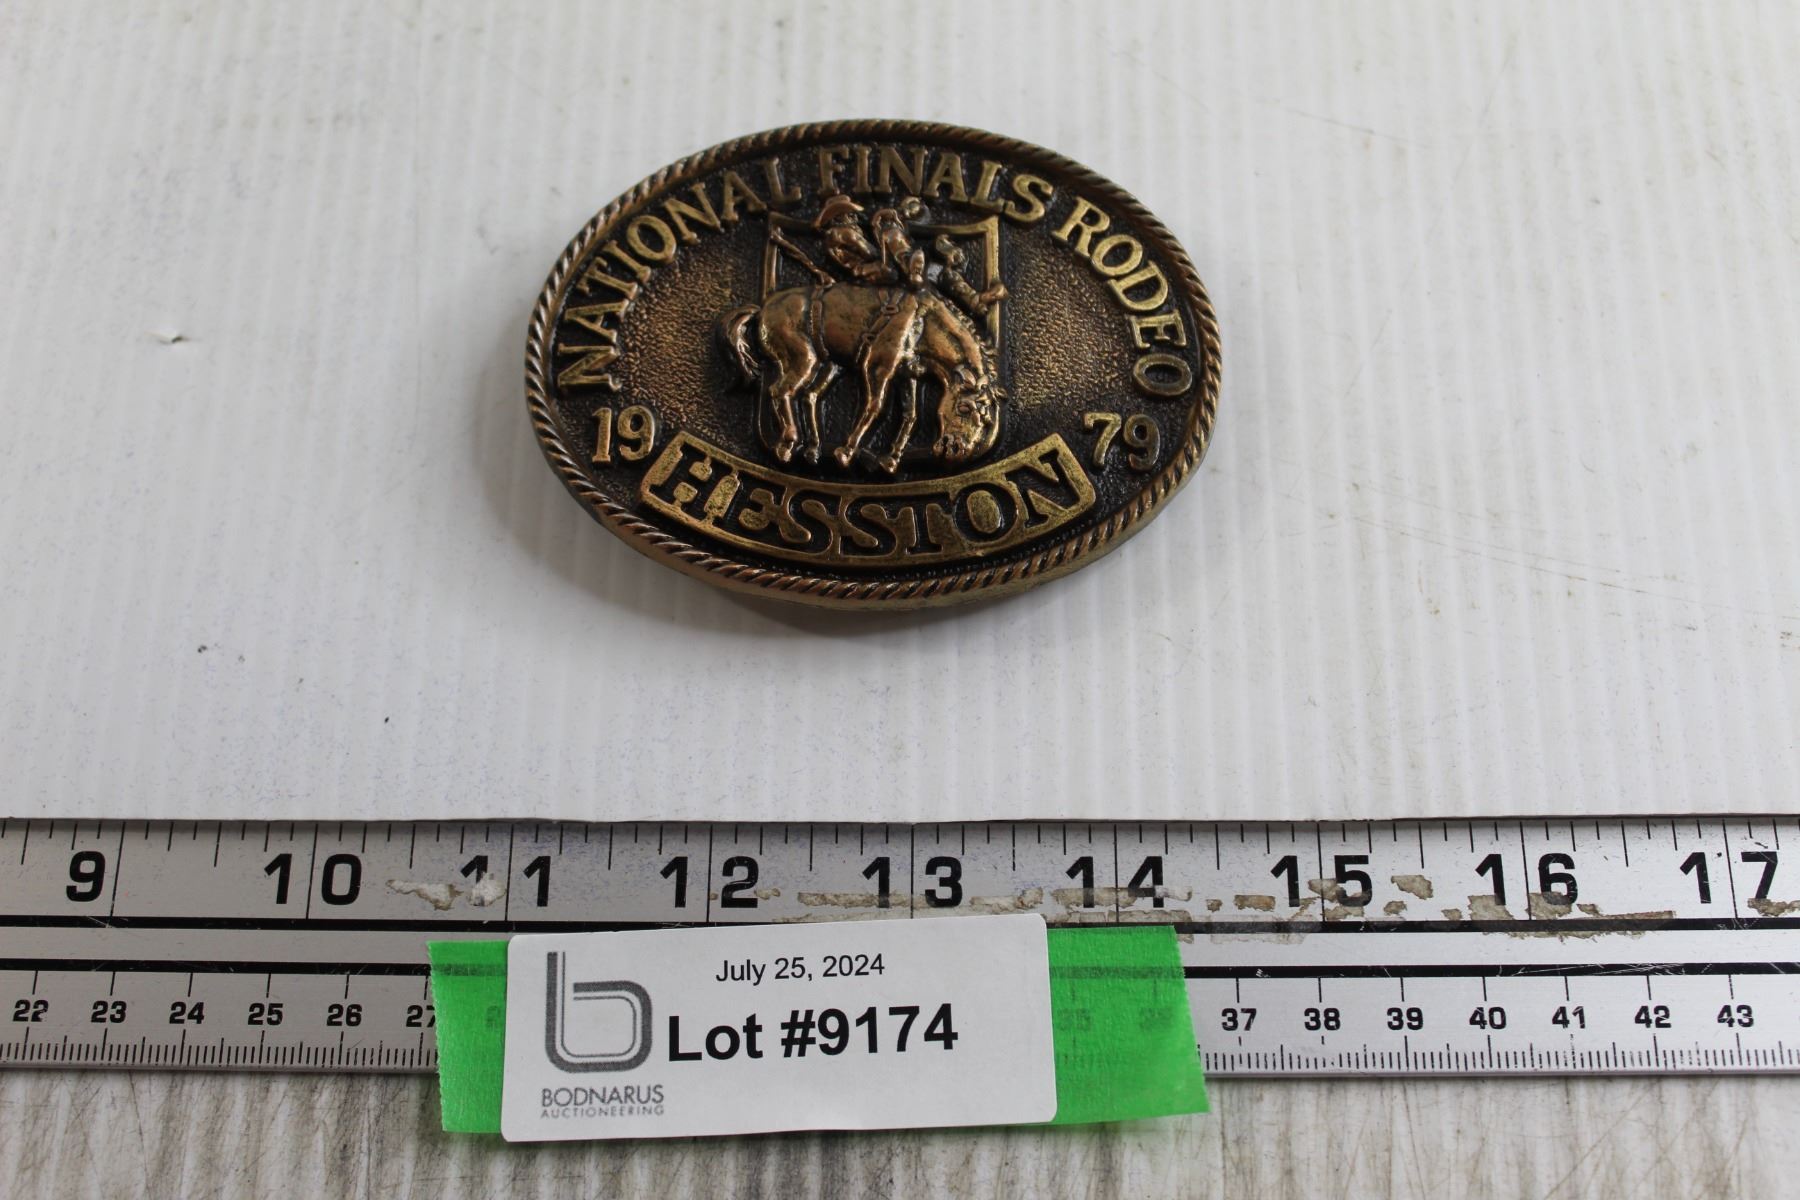 NATIONAL FINALS RODEO
19 79
HESSTON
9 10 11 12 13 14 15 16 17
July 25, 2024
Lot #9174
BODNARUS
AUCTIONEERING
22 23 24 25 26 27 37 38 39 40 41 42 43